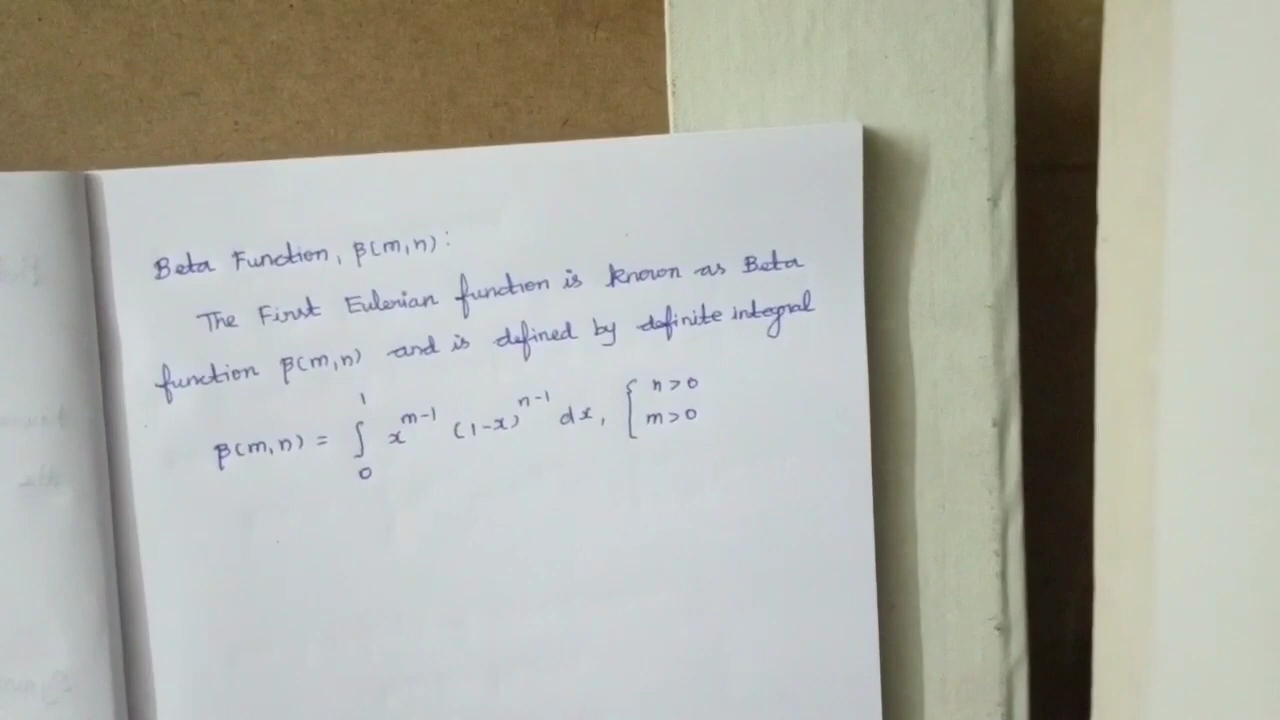 Beta Function, β(m,n):
The First Eulerian function is known as Beta
function β(m,n) and is defined by definite integral
β(m,n) = ∫₀¹ x^(m-1) (1-x)^(n-1) dx, { n>0 m>0